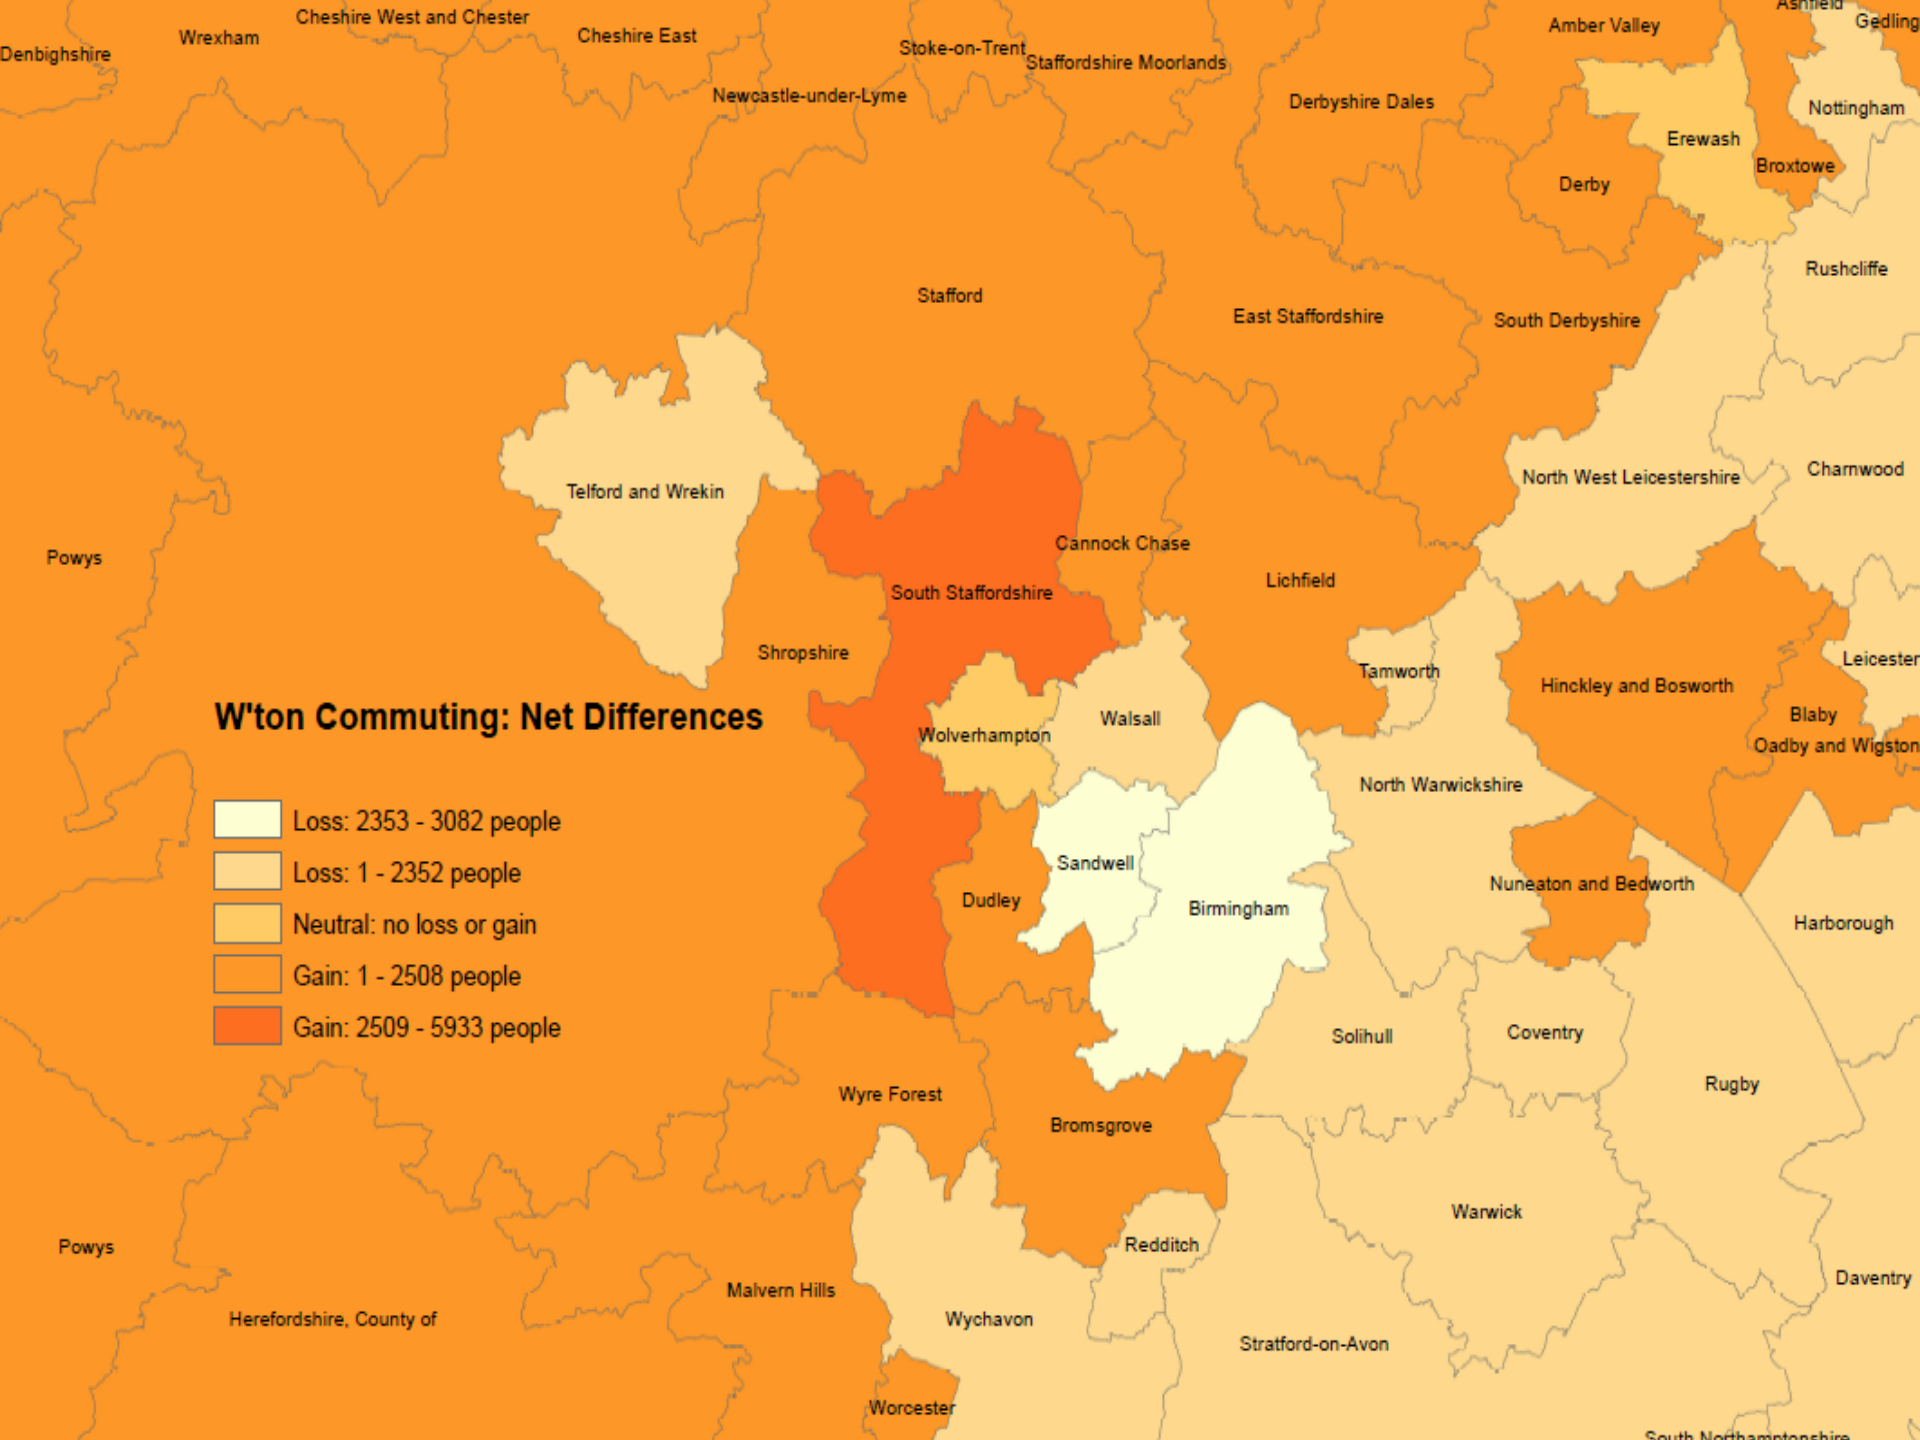 Cheshire West and Chester
Wrexham
Cheshire East
Denbighshire
Stoke-on-Trent
Staffordshire Moorlands
Amber Valley
Ashfield
Gedling
Newcastle-under-Lyme
Derbyshire Dales
Nottingham
Erewash
Broxtowe
Derby
Rushcliffe
Stafford
East Staffordshire
South Derbyshire
Telford and Wrekin
North West Leicestershire
Charnwood
Powys
Cannock Chase
Lichfield
South Staffordshire
Shropshire
Tamworth
Leicester
Hinckley and Bosworth
Blaby
Oadby and Wigston
Walsall
Wolverhampton
North Warwickshire
W'ton Commuting: Net Differences
Loss: 2353 - 3082 people
Loss: 1 - 2352 people
Neutral: no loss or gain
Gain: 1 - 2508 people
Gain: 2509 - 5933 people
Sandwell
Dudley
Birmingham
Nuneaton and Bedworth
Harborough
Solihull
Coventry
Rugby
Wyre Forest
Bromsgrove
Warwick
Redditch
Powys
Daventry
Malvern Hills
Herefordshire, County of
Wychavon
Stratford-on-Avon
Worcester
South Northamptonshire